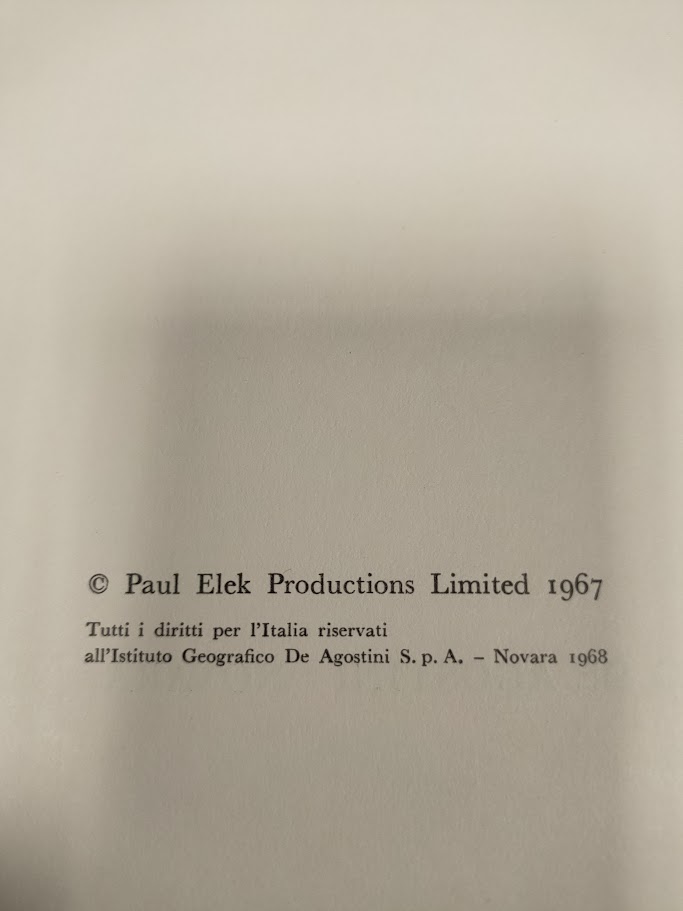 © Paul Elek Productions Limited 1967
Tutti i diritti per l'Italia riservati
all'Istituto Geografico De Agostini S. p. A. – Novara 1968